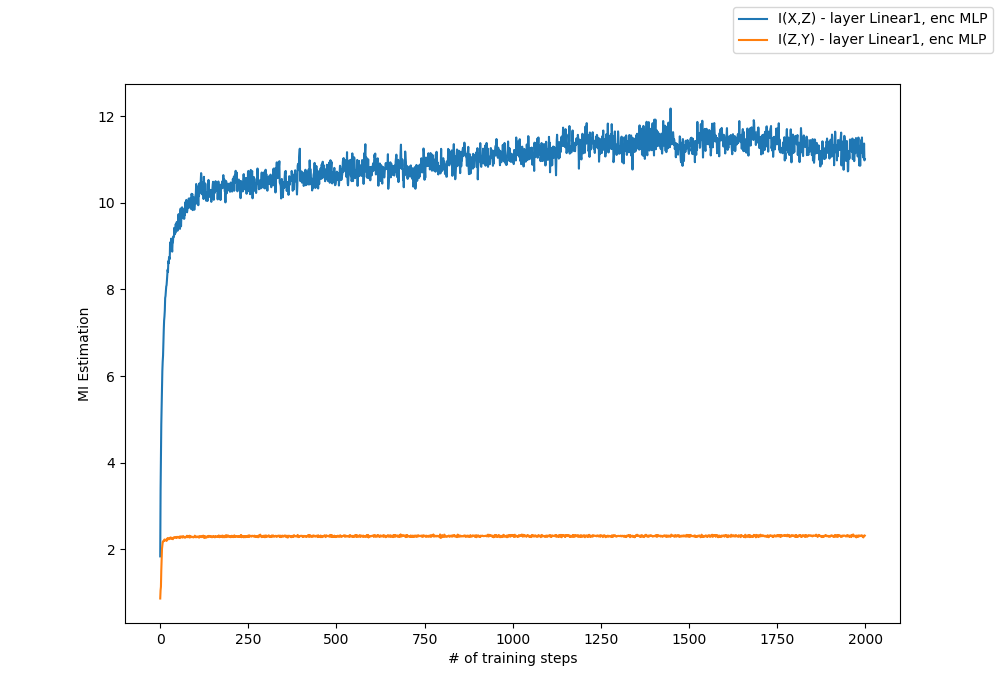 I(X,Z) - layer Linear1, enc MLP
I(Z,Y) - layer Linear1, enc MLP
12
10
8
6
4
2
MI Estimation
0 250 500 750 1000 1250 1500 1750 2000
# of training steps